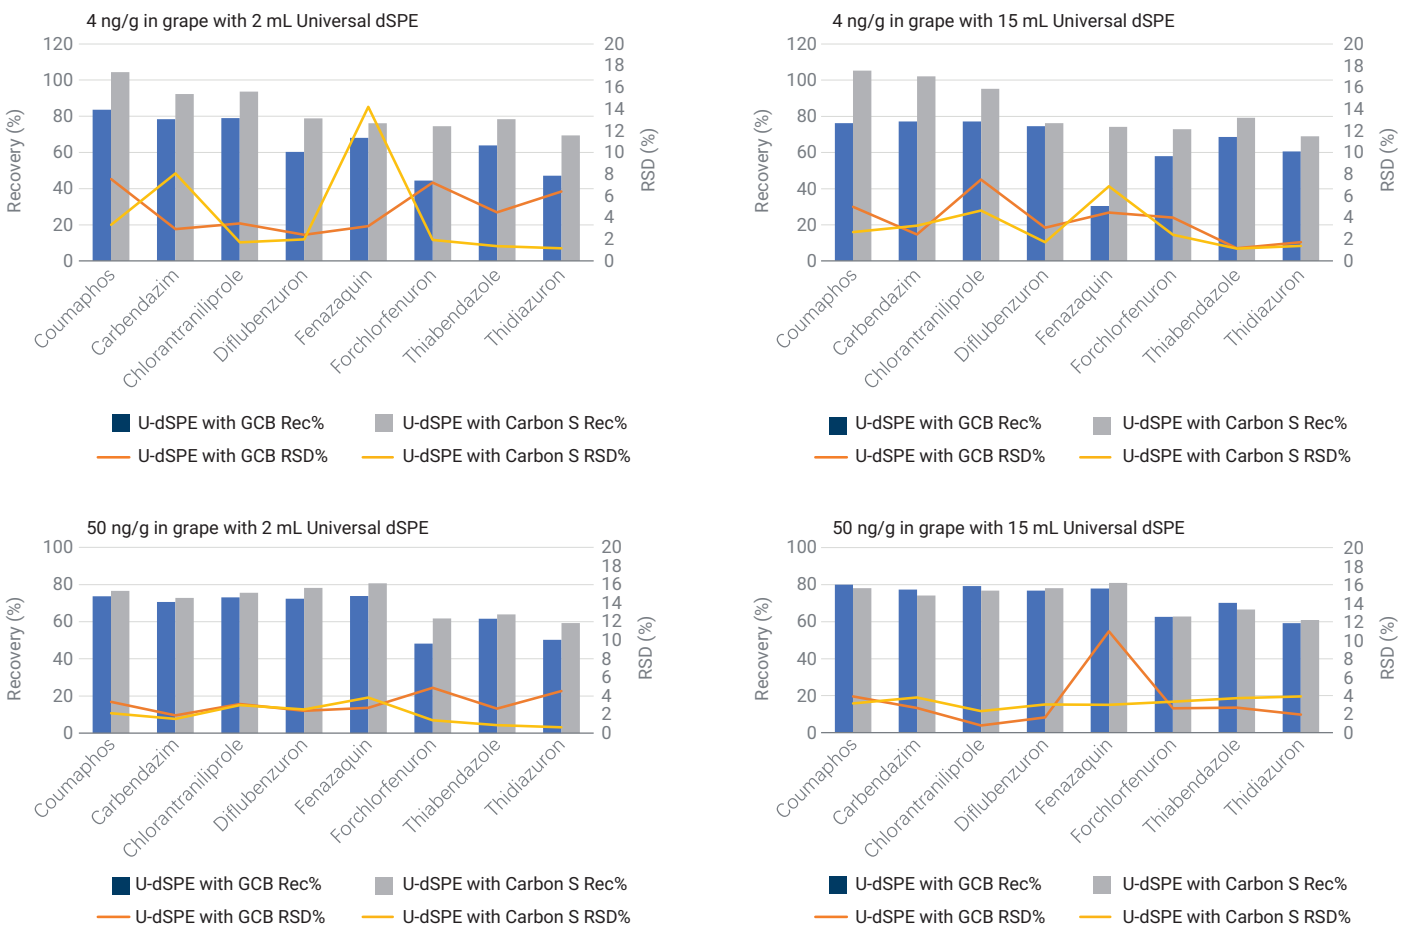 4 ng/g in grape with 2 mL Universal dSPE
Recovery (%)
120
100
80
60
40
20
0
20
18
16
14
12
10
8
6
4
2
0
RSD (%)
Coumaphos
Carbendazim
Chlorantraniliprole
Diflubenzuron
Fenazaquin
Forchlorfenuron
Thiabendazole
Thidiazuron
U-dSPE with GCB Rec%
U-dSPE with Carbon S Rec%
U-dSPE with GCB RSD%
U-dSPE with Carbon S RSD%
4 ng/g in grape with 15 mL Universal dSPE
Recovery (%)
120
100
80
60
40
20
0
20
18
16
14
12
10
8
6
4
2
0
RSD (%)
Coumaphos
Carbendazim
Chlorantraniliprole
Diflubenzuron
Fenazaquin
Forchlorfenuron
Thiabendazole
Thidiazuron
U-dSPE with GCB Rec%
U-dSPE with Carbon S Rec%
U-dSPE with GCB RSD%
U-dSPE with Carbon S RSD%
50 ng/g in grape with 2 mL Universal dSPE
Recovery (%)
100
80
60
40
20
0
20
18
16
14
12
10
8
6
4
2
0
RSD (%)
Coumaphos
Carbendazim
Chlorantraniliprole
Diflubenzuron
Fenazaquin
Forchlorfenuron
Thiabendazole
Thidiazuron
U-dSPE with GCB Rec%
U-dSPE with Carbon S Rec%
U-dSPE with GCB RSD%
U-dSPE with Carbon S RSD%
50 ng/g in grape with 15 mL Universal dSPE
Recovery (%)
100
80
60
40
20
0
20
18
16
14
12
10
8
6
4
2
0
RSD (%)
Coumaphos
Carbendazim
Chlorantraniliprole
Diflubenzuron
Fenazaquin
Forchlorfenuron
Thiabendazole
Thidiazuron
U-dSPE with GCB Rec%
U-dSPE with Carbon S Rec%
U-dSPE with GCB RSD%
U-dSPE with Carbon S RSD%